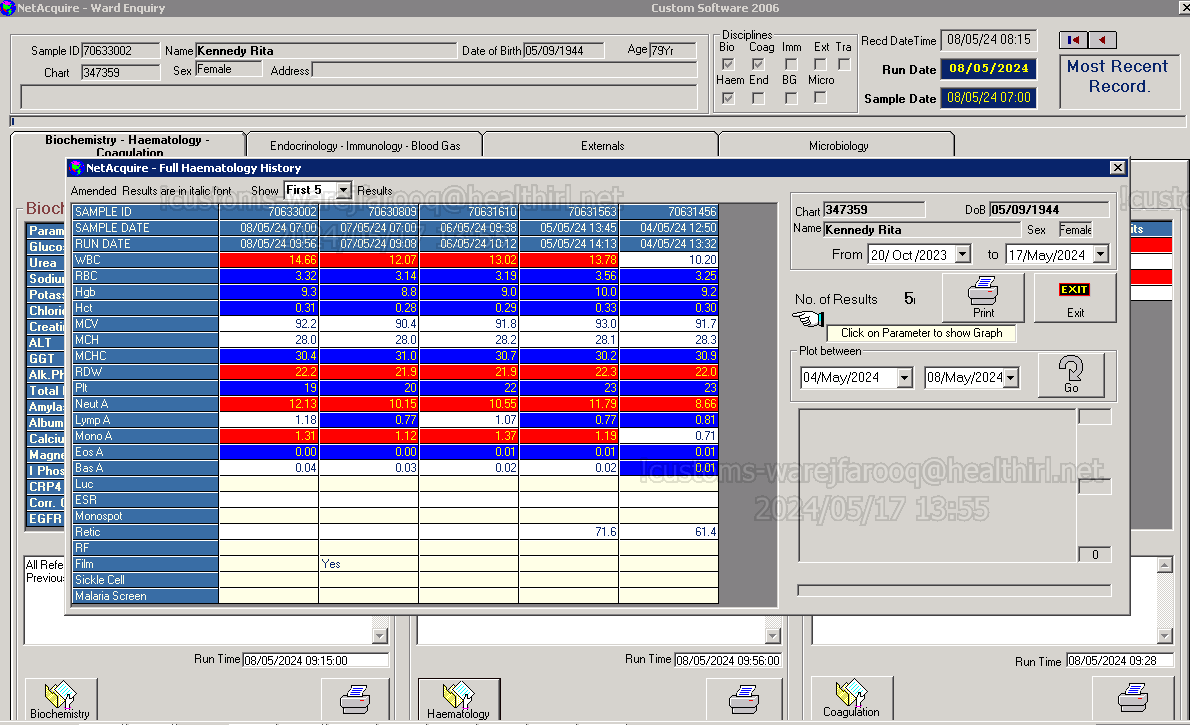 NetAcquire - Ward Enquiry Custom Software 2006
Sample ID 70633002 Name Kennedy Rita Date of Birth 05/09/1944 Age 79Yr
Chart 347359 Sex Female Address
Disciplines
Bio Coag Imm Ext Tra
Haem End BG Micro
Recd DateTime 08/05/24 08:15
Run Date 08/05/2024
Sample Date 08/05/24 07:00
Most Recent
Record.
Biochemistry - Haematology -
Coagulation
Endocrinology - Immunology - Blood Gas
Externals
Microbiology
NetAcquire - Full Haematology History
Amended Results are in italic font Show First 5 Results
SAMPLE ID 70633002 70630809 70631610 70631563 70631456
SAMPLE DATE 08/05/24 07:00 07/05/24 07:00 06/05/24 09:38 05/05/24 13:45 04/05/24 12:50
RUN DATE 08/05/24 09:56 07/05/24 09:08 06/05/24 10:12 05/05/24 14:13 04/05/24 13:32
WBC 14.66 12.07 13.02 13.78 10.20
RBC 3.32 3.14 3.19 3.56 3.25
Hgb 9.3 8.8 9.0 10.0 9.2
Hct 0.31 0.28 0.29 0.33 0.30
MCV 92.2 90.4 91.8 93.0 91.7
MCH 28.0 28.0 28.2 28.1 28.3
MCHC 30.4 31.0 30.7 30.2 30.9
RDW 22.2 21.9 21.9 22.3 22.0
Plt 19 20 22 23 23
Neut A 12.13 10.15 10.55 11.79 8.66
Lymp A 1.18 0.77 1.07 0.77 0.81
Mono A 1.31 1.12 1.37 1.19 0.71
Eos A 0.00 0.00 0.01 0.01 0.01
Bas A 0.04 0.03 0.02 0.02 0.01
Luc
ESR
Monospot
Retic 71.6 61.4
RF
Film Yes
Sickle Cell
Malaria Screen
Chart 347359 DoB 05/09/1944
Name Kennedy Rita Sex Female
From 20/Oct/2023 to 17/May/2024
No. of Results 5
Print
EXIT
Exit
Click on Parameter to show Graph
Plot between
04/May/2024 08/May/2024 Go
0
!customs-warejfarooq@healthirl.net
!custo
!customs-warejfarooq@healthirl.net
2024/05/17 13:55
Bioch
Param
Gluco
Urea
Sodiu
Potas
Chlori
Creati
ALT
GGT
Alk.Ph
Total
Amyla
Album
Calciu
Magne
I Phos
CRP4
Corr. C
EGFR
its
All Refe
Previou
Run Time 08/05/2024 09:15:00
Run Time 08/05/2024 09:56:00
Run Time 08/05/2024 09:28
Biochemistry
Haematology
Coagulation